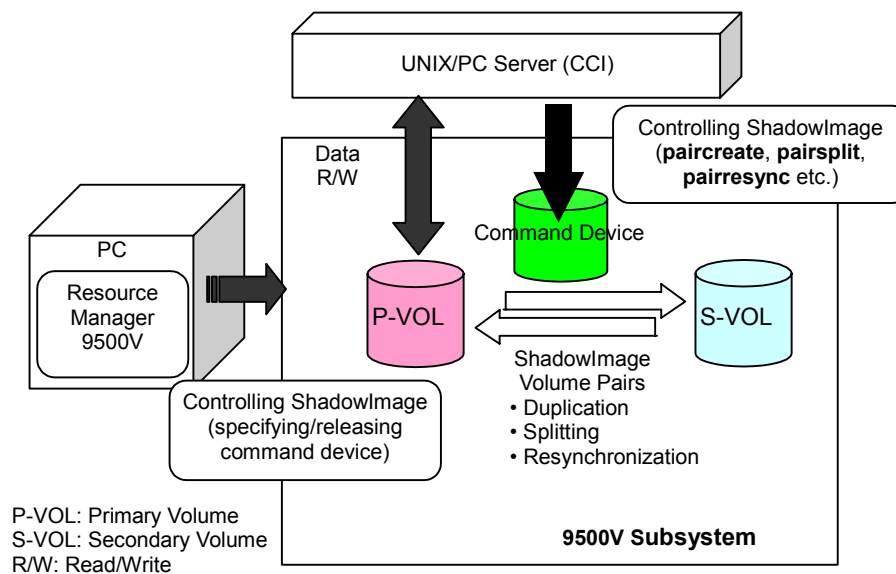 UNIX/PC Server (CCI)
Controlling ShadowImage
(paircreate, pairsplit,
pairresync etc.)
Data
R/W
Command Device
PC
Resource
Manager
9500V
P-VOL
S-VOL
ShadowImage
Volume Pairs
• Duplication
• Splitting
• Resynchronization
Controlling ShadowImage
(specifying/releasing
command device)
P-VOL: Primary Volume
S-VOL: Secondary Volume
R/W: Read/Write
9500V Subsystem